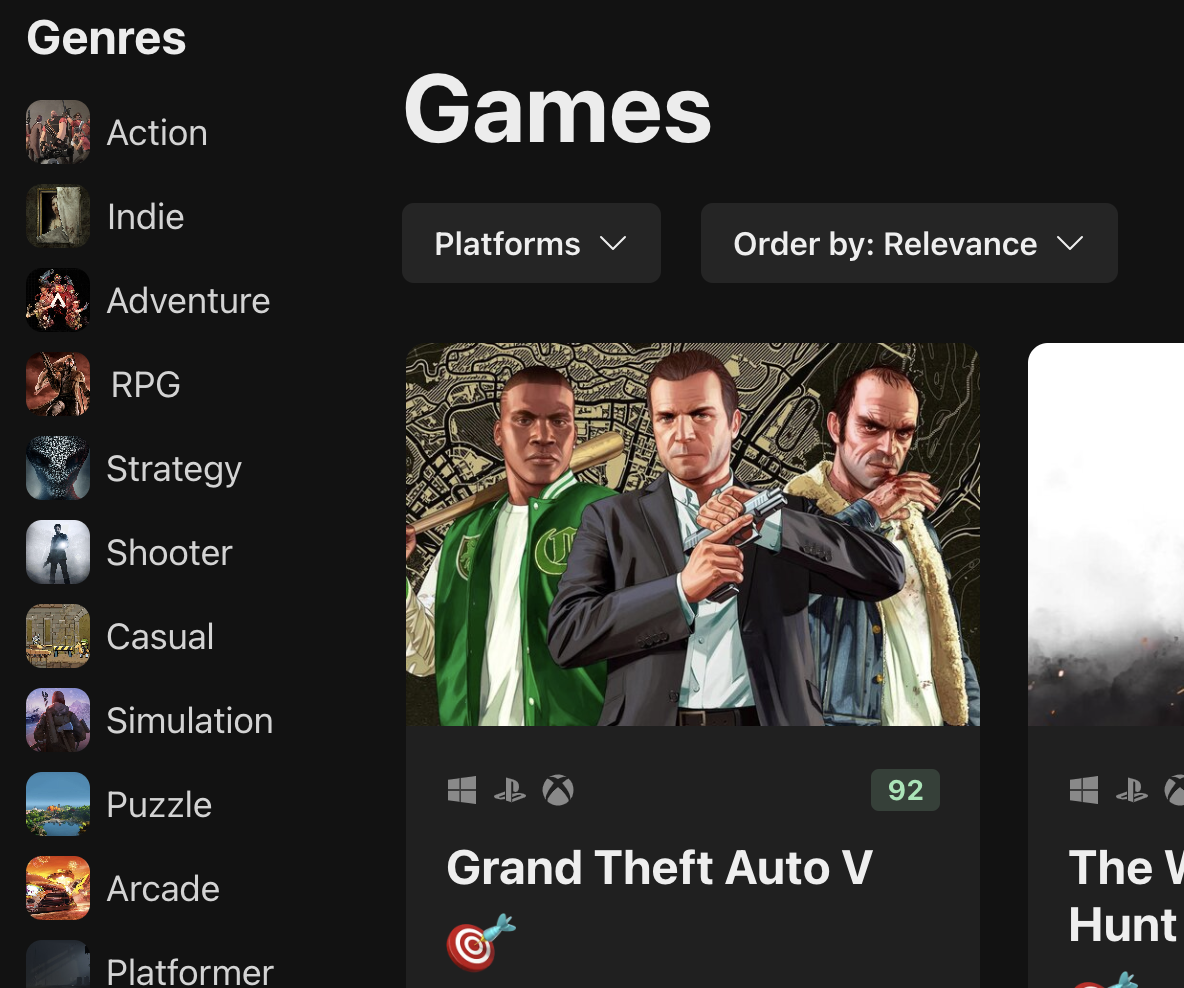 Genres
Action
Indie
Adventure
RPG
Strategy
Shooter
Casual
Simulation
Puzzle
Arcade
Platformer
Games
Platforms
Order by: Relevance
92
Grand Theft Auto V
The
Hunt